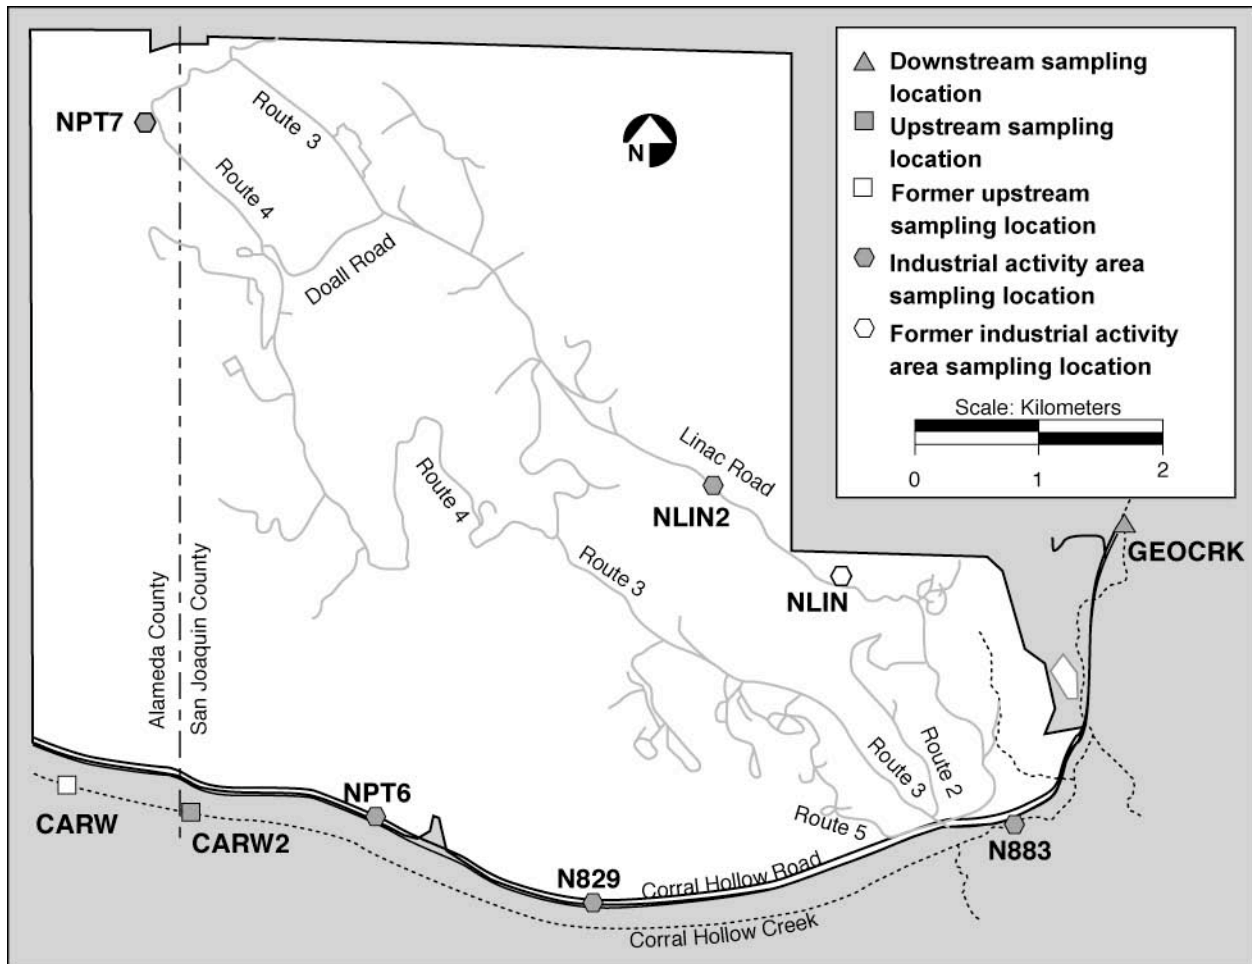 Downstream sampling
location
Upstream sampling
location
Former upstream
sampling location
Industrial activity area
sampling location
Former industrial activity
area sampling location
Scale: Kilometers
0 1 2
N
NPT7
Route 3
Route 4
Doall Road
Linac Road
Route 4
NLIN2
GEOCRK
Route 3
NLIN
Alameda County
San Joaquin County
Route 2
Route 3
CARW
CARW2
NPT6
Route 5
N883
N829
Corral Hollow Road
Corral Hollow Creek